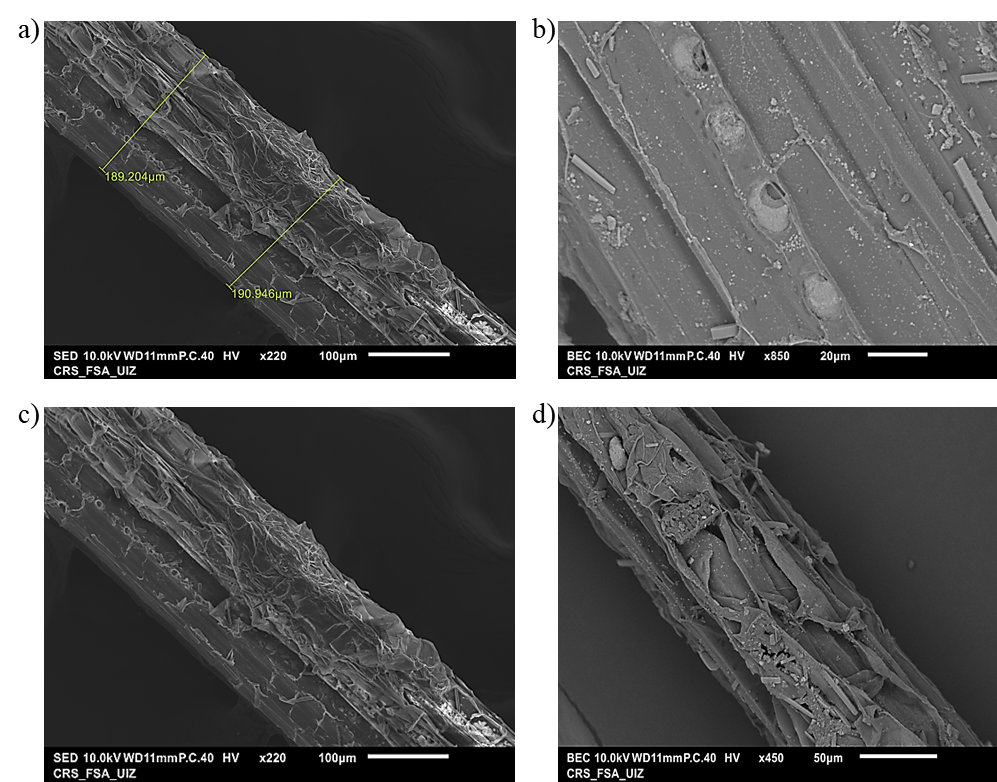 a)
189.204µm
190.946µm
SED 10.0kV WD11mmP.C.40 HV x220 100µm
CRS_FSA_UIZ
b)
BEC 10.0kV WD11mmP.C.40 HV x850 20µm
CRS_FSA_UIZ
c)
SED 10.0kV WD11mmP.C.40 HV x220 100µm
CRS_FSA_UIZ
d)
BEC 10.0kV WD11mmP.C.40 HV x450 50µm
CRS_FSA_UIZ